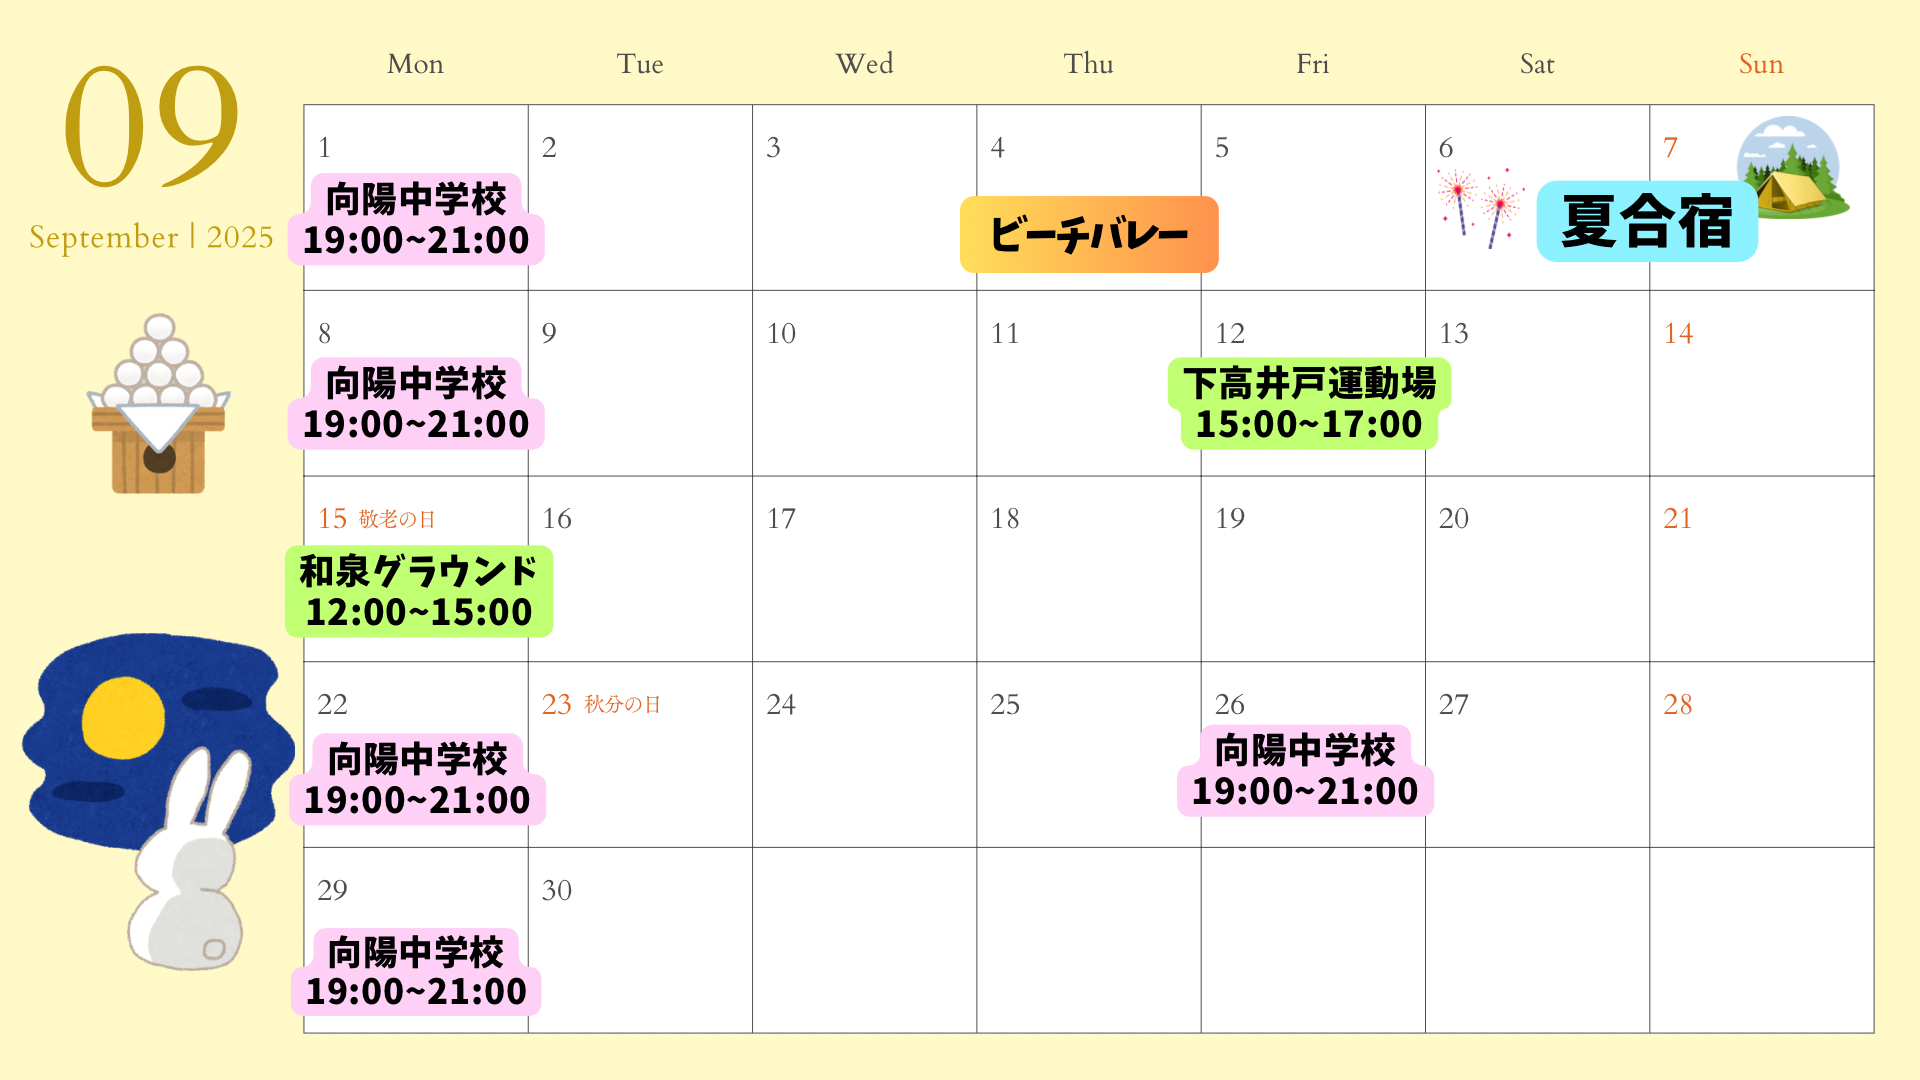 09
September | 2025
Mon Tue Wed Thu Fri Sat Sun
1 2 3 4 5 6 7
向陽中学校
19:00~21:00
ビーチバレー
夏合宿
8 9 10 11 12 13 14
向陽中学校
19:00~21:00
下高井戸運動場
15:00~17:00
15 敬老の日 16 17 18 19 20 21
和泉グラウンド
12:00~15:00
22 23 秋分の日 24 25 26 27 28
向陽中学校
19:00~21:00
向陽中学校
19:00~21:00
29 30
向陽中学校
19:00~21:00